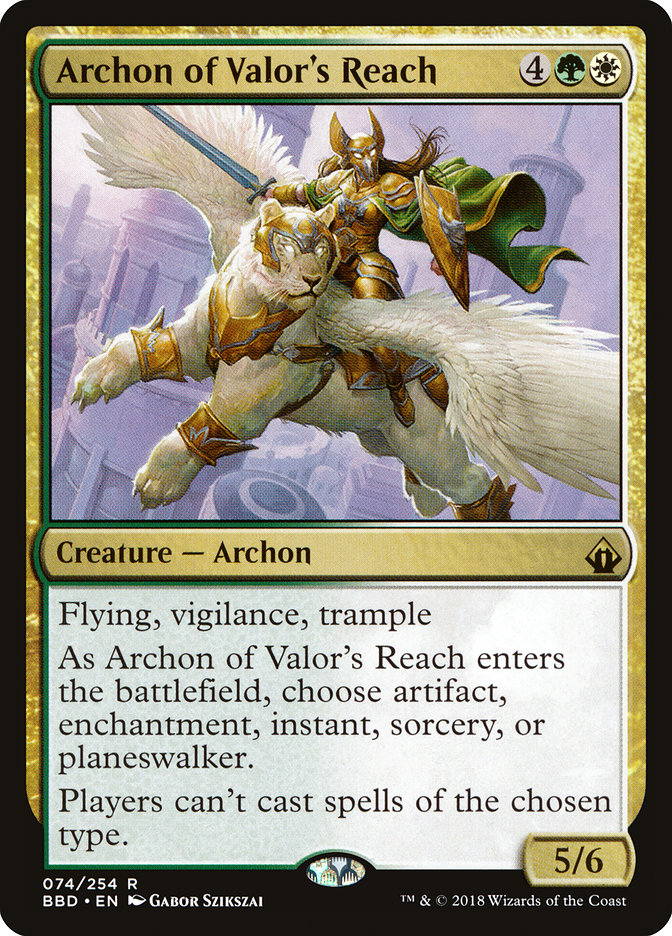 Archon of Valor's Reach 4
Creature — Archon
Flying, vigilance, trample
As Archon of Valor's Reach enters
the battlefield, choose artifact,
enchantment, instant, sorcery, or
planeswalker.
Players can't cast spells of the chosen
type.
5/6
074/254 R
BBD • EN Gabor Szikszai
™ & © 2018 Wizards of the Coast